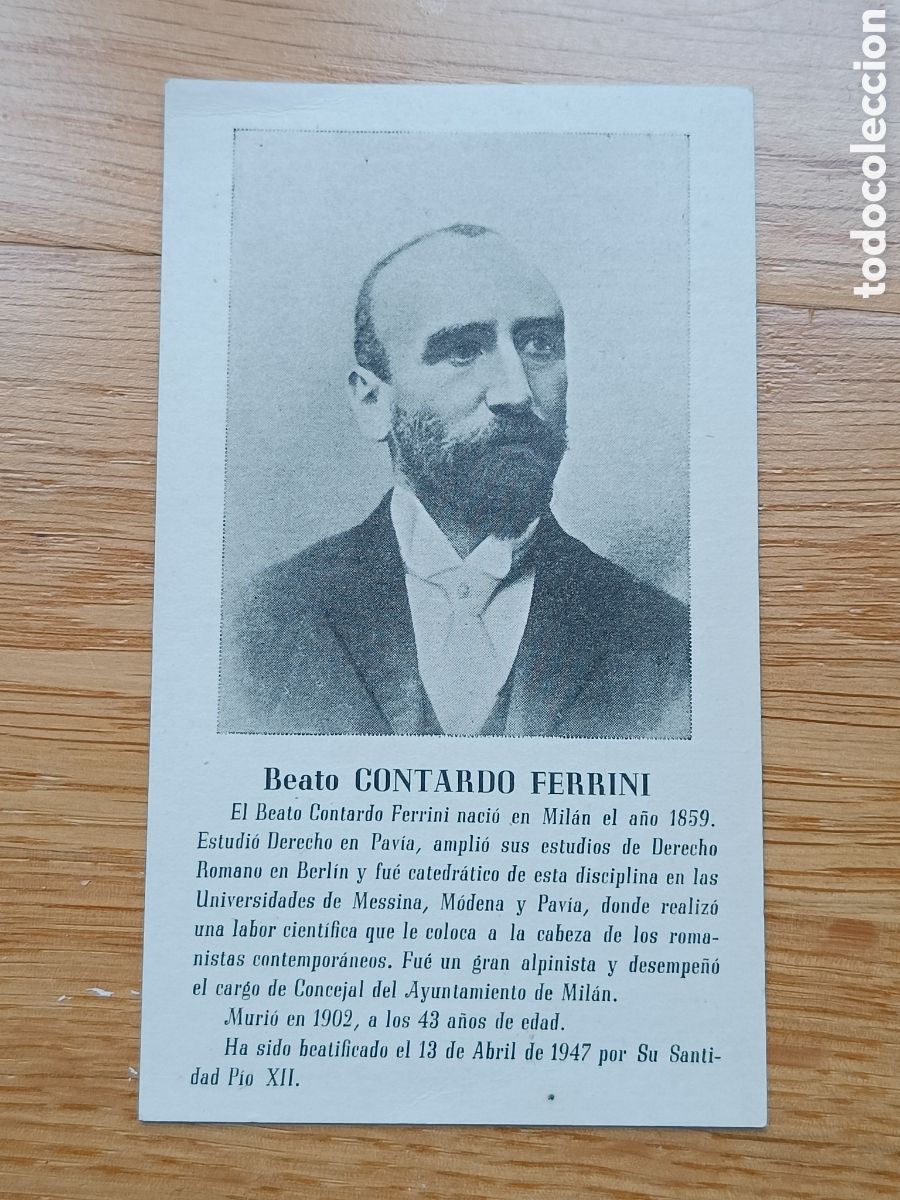 todocoleccion
Beato CONTARDO FERRINI
El Beato Contardo Ferrini nació en Milán el año 1859.
Estudió Derecho en Pavía, amplió sus estudios de Derecho
Romano en Berlín y fué catedrático de esta disciplina en las
Universidades de Messina, Módena y Pavía, donde realizó
una labor científica que le coloca a la cabeza de los roma-
nistas contemporáneos. Fué un gran alpinista y desempeñó
el cargo de Concejal del Ayuntamiento de Milán.
Murió en 1902, a los 43 años de edad.
Ha sido beatificado el 13 de Abril de 1947 por Su Santi-
dad Pío XII.